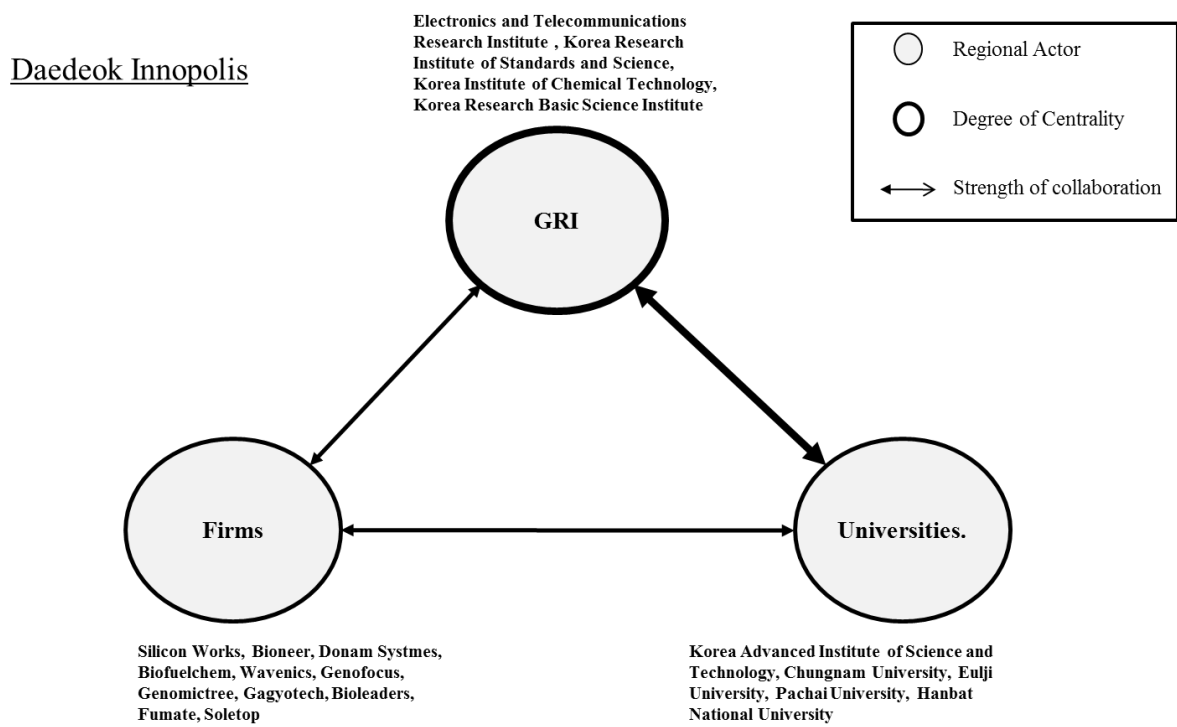 Daedeok Innopolis
Electronics and Telecommunications
Research Institute , Korea Research
Institute of Standards and Science,
Korea Institute of Chemical Technology,
Korea Research Basic Science Institute
Regional Actor
Degree of Centrality
Strength of collaboration
GRI
Firms
Universities.
Silicon Works, Bioneer, Donam Systmes,
Biofuelchem, Wavenics, Genofocus,
Genomictree, Gagyotech, Bioleaders,
Fumate, Soletop
Korea Advanced Institute of Science and
Technology, Chungnam University, Eulji
University, Pachai University, Hanbat
National University